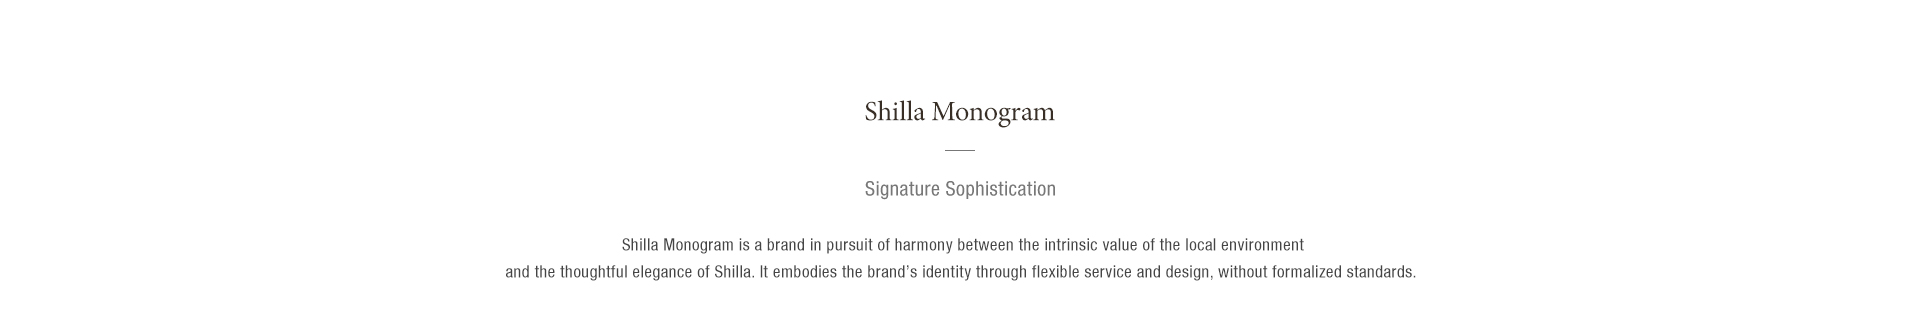 Shilla Monogram
Signature Sophistication
Shilla Monogram is a brand in pursuit of harmony between the intrinsic value of the local environment
and the thoughtful elegance of Shilla. It embodies the brand’s identity through flexible service and design, without formalized standards.